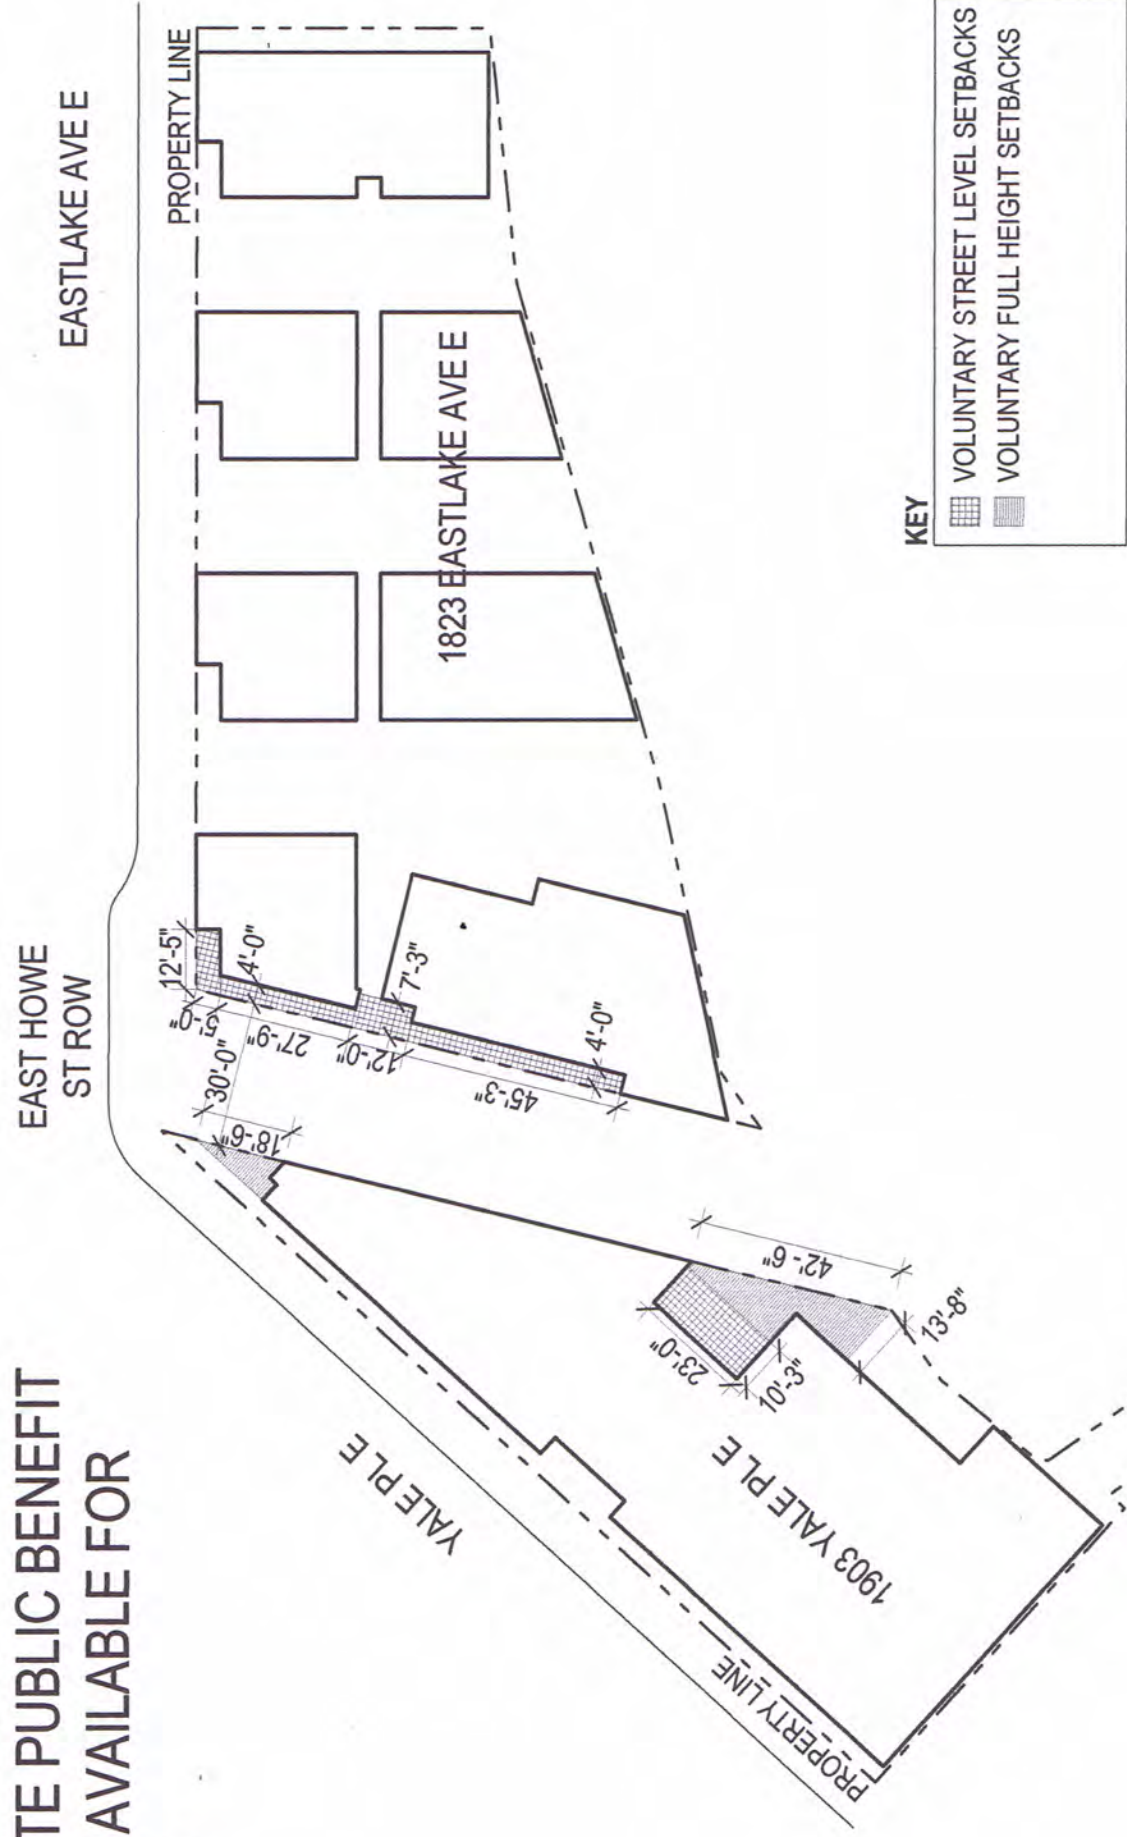 TE PUBLIC BENEFIT
AVAILABLE FOR
EAST HOWE
ST ROW
EASTLAKE AVE E
PROPERTY LINE
12'-5"
5'-0"
4'-0"
27'-9"
12'-0"
7'-3"
45'-3"
4'-0"
30'-0"
18'-6"
1823 EASTLAKE AVE E
YALE PL E
42'-6"
23'-0"
10'-3"
13'-8"
1903 YALE PL E
PROPERTY LINE
KEY
VOLUNTARY STREET LEVEL SETBACKS
VOLUNTARY FULL HEIGHT SETBACKS